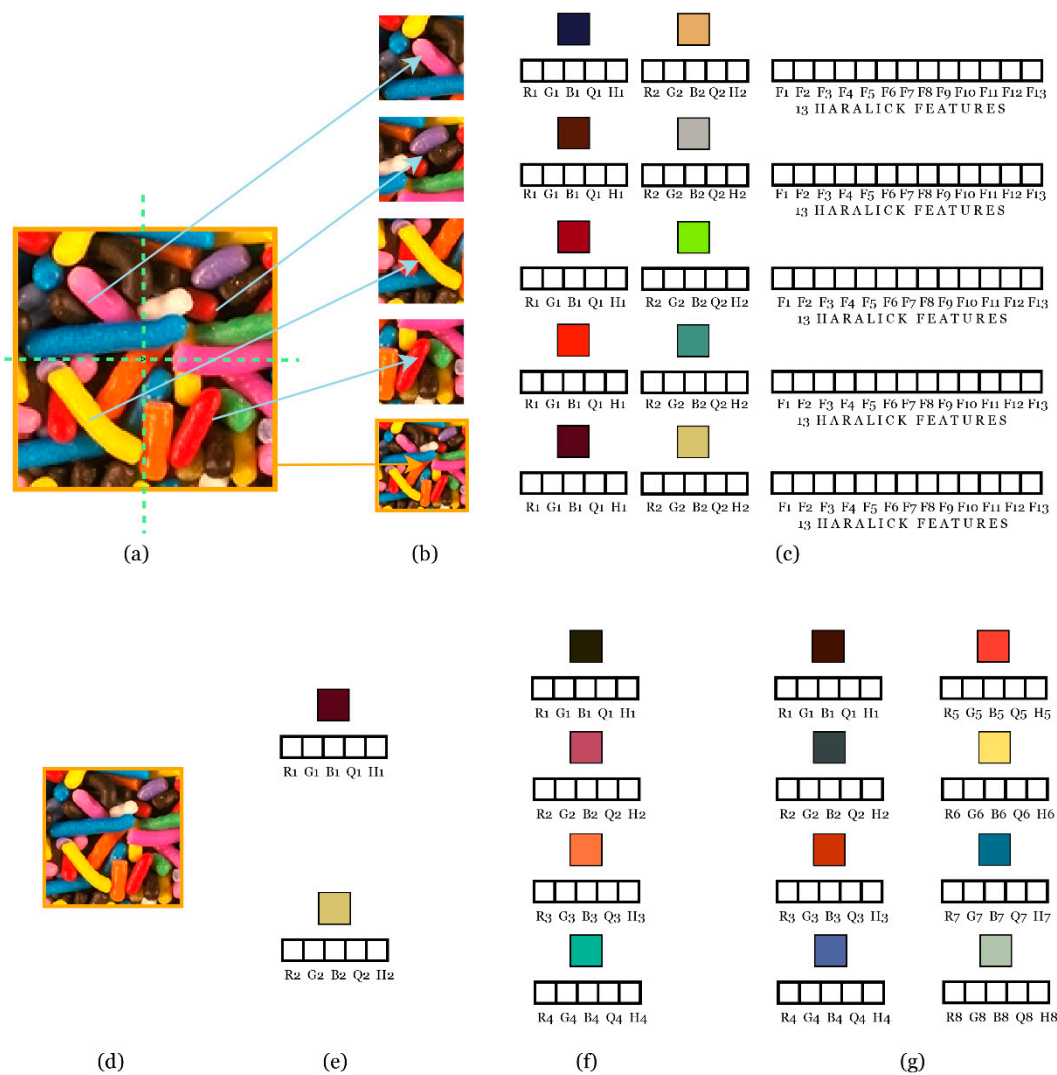 R1 G1 B1 Q1 H1 R2 G2 B2 Q2 H2 F1 F2 F3 F4 F5 F6 F7 F8 F9 F10 F11 F12 F13
13 HARALICK FEATURES
R1 G1 B1 Q1 H1 R2 G2 B2 Q2 H2 F1 F2 F3 F4 F5 F6 F7 F8 F9 F10 F11 F12 F13
13 HARALICK FEATURES
R1 G1 B1 Q1 H1 R2 G2 B2 Q2 H2 F1 F2 F3 F4 F5 F6 F7 F8 F9 F10 F11 F12 F13
13 HARALICK FEATURES
R1 G1 B1 Q1 H1 R2 G2 B2 Q2 H2 F1 F2 F3 F4 F5 F6 F7 F8 F9 F10 F11 F12 F13
13 HARALICK FEATURES
R1 G1 B1 Q1 H1 R2 G2 B2 Q2 H2 F1 F2 F3 F4 F5 F6 F7 F8 F9 F10 F11 F12 F13
13 HARALICK FEATURES
(a) (b) (c)
R1 G1 B1 Q1 H1
R2 G2 B2 Q2 H2
R1 G1 B1 Q1 H1
R2 G2 B2 Q2 H2
R3 G3 B3 Q3 H3
R4 G4 B4 Q4 H4
R1 G1 B1 Q1 H1 R5 G5 B5 Q5 H5
R2 G2 B2 Q2 H2 R6 G6 B6 Q6 H6
R3 G3 B3 Q3 H3 R7 G7 B7 Q7 H7
R4 G4 B4 Q4 H4 R8 G8 B8 Q8 H8
(d) (e) (f) (g)